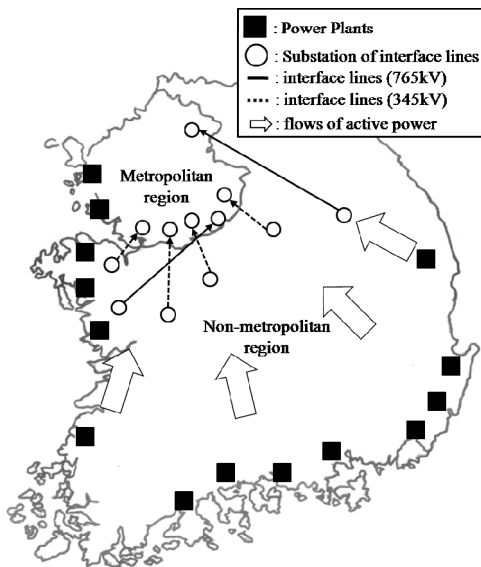 : Power Plants
: Substation of interface lines
: interface lines (765kV)
: interface lines (345kV)
: flows of active power
Metropolitan
region
Non-metropolitan
region